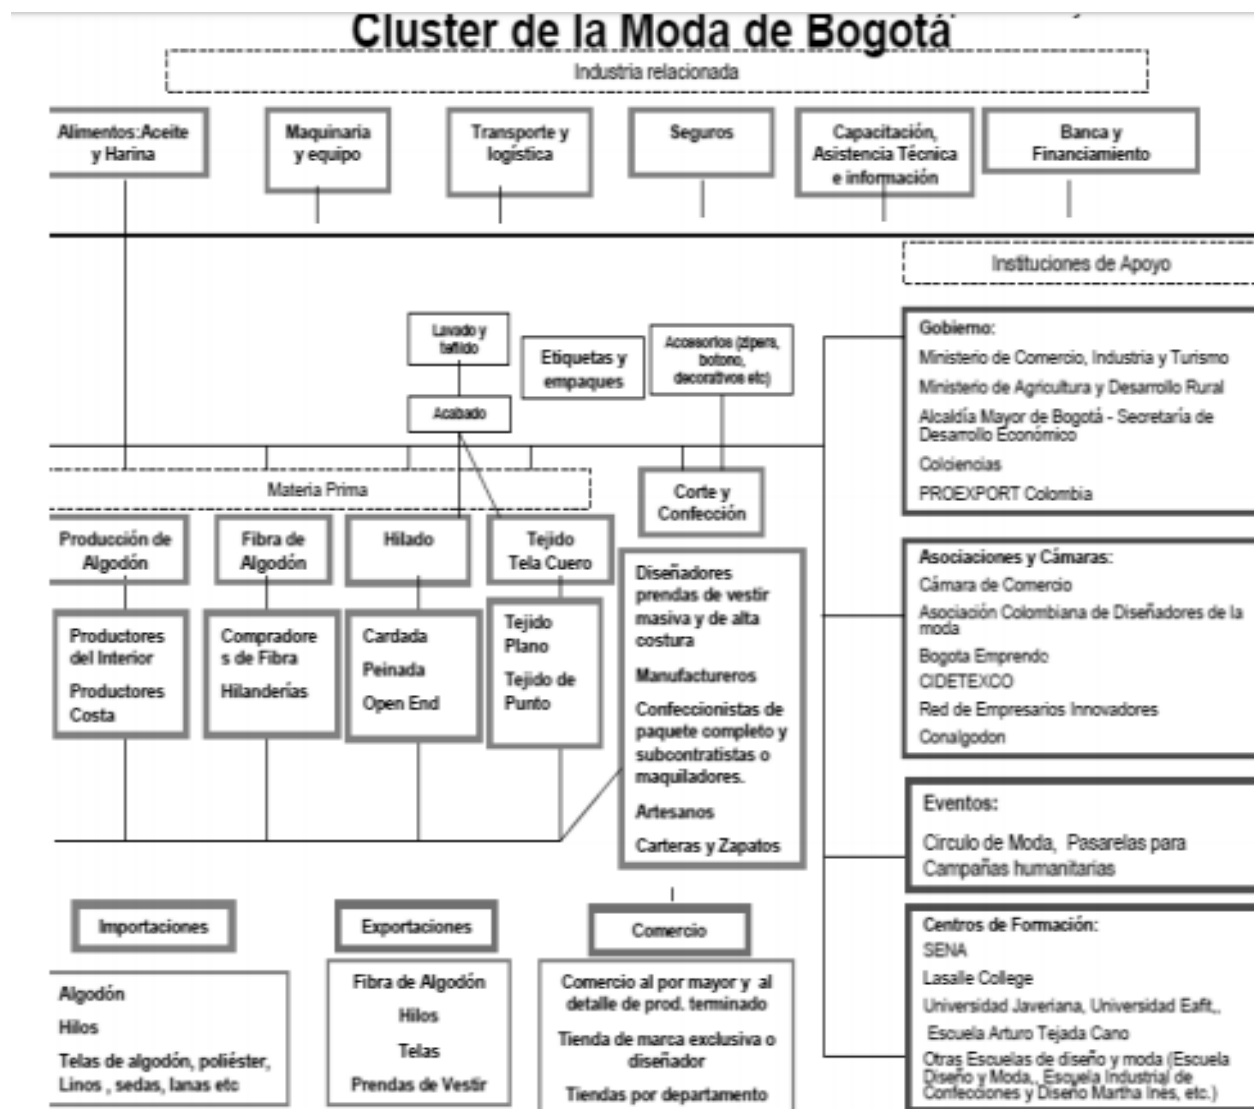 Cluster de la Moda de Bogotá
Industria relacionada
Alimentos:Aceite
y Harina
Maquinaria
y equipo
Transporte y
logística
Seguros
Capacitación,
Asistencia Técnica
e información
Banca y
Financiamiento
Instituciones de Apoyo
Lavado y
teñido
Etiquetas y
empaques
Accesorios (zipers,
botono,
decorativos etc)
Acabado
Materia Prima
Corte y
Confección
Producción de
Algodón
Fibra de
Algodón
Hilado
Tejido
Tela Cuero
Productores
del Interior
Productores
Costa
Compradore
s de Fibra
Hilanderías
Cardada
Peinada
Open End
Tejido
Plano
Tejido de
Punto
Diseñadores
prendas de vestir
masiva y de alta
costura
Manufactureros
Confeccionistas de
paquete completo y
subcontratistas o
maquiladores.
Artesanos
Carteras y Zapatos
Gobierno:
Ministerio de Comercio, Industria y Turismo
Ministerio de Agricultura y Desarrollo Rural
Alcaldía Mayor de Bogotá - Secretaría de
Desarrollo Económico
Colciencias
PROEXPORT Colombia
Asociaciones y Cámaras:
Cámara de Comercio
Asociación Colombiana de Diseñadores de la
moda
Bogota Emprendo
CIDETEXCO
Red de Empresarios Innovadores
Conalgodon
Eventos:
Circulo de Moda, Pasarelas para
Campañas humanitarias
Centros de Formación:
SENA
Lasalle College
Universidad Javeriana, Universidad Eafit,,
Escuela Arturo Tejada Cano
Otras Escuelas de diseño y moda (Escuela
Diseño y Moda,, Escuela Industrial de
Confecciones y Diseño Martha Inés, etc.)
Importaciones
Algodón
Hilos
Telas de algodón, poliéster,
Linos , sedas, lanas etc
Exportaciones
Fibra de Algodón
Hilos
Telas
Prendas de Vestir
Comercio
Comercio al por mayor y al
detalle de prod. terminado
Tienda de marca exclusiva o
diseñador
Tiendas por departamento